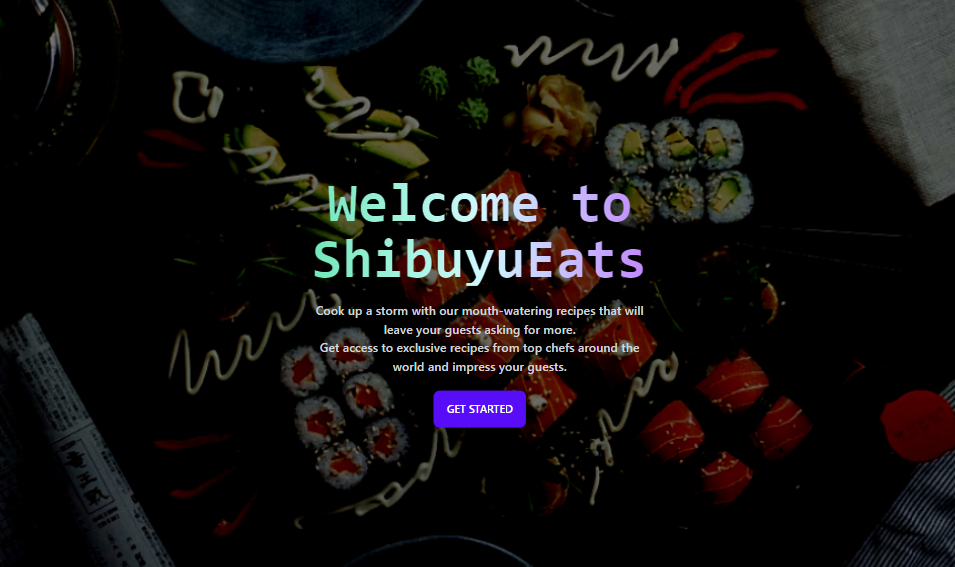 Welcome to
ShibuyuEats
Cook up a storm with our mouth-watering recipes that will
leave your guests asking for more.
Get access to exclusive recipes from top chefs around the
world and impress your guests.
GET STARTED